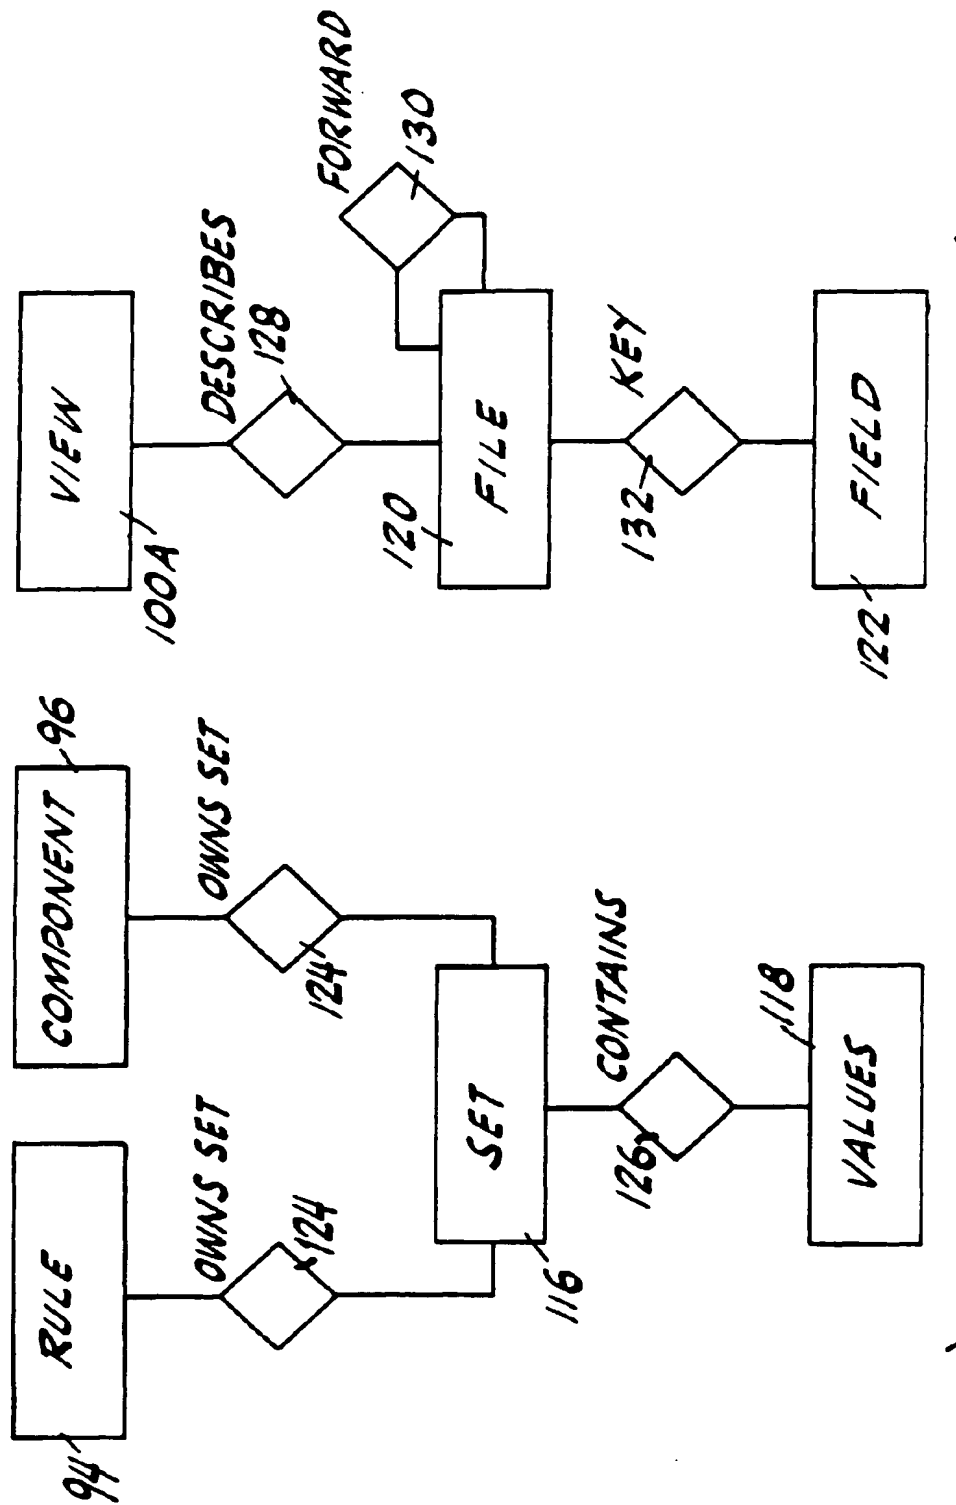 RULE
94
OWNS SET
124
COMPONENT
96
OWNS SET
124
SET
116
CONTAINS
126
VALUES
118
VIEW
100A
DESCRIBES
128
FILE
120
FORWARD
130
KEY
132
FIELD
122